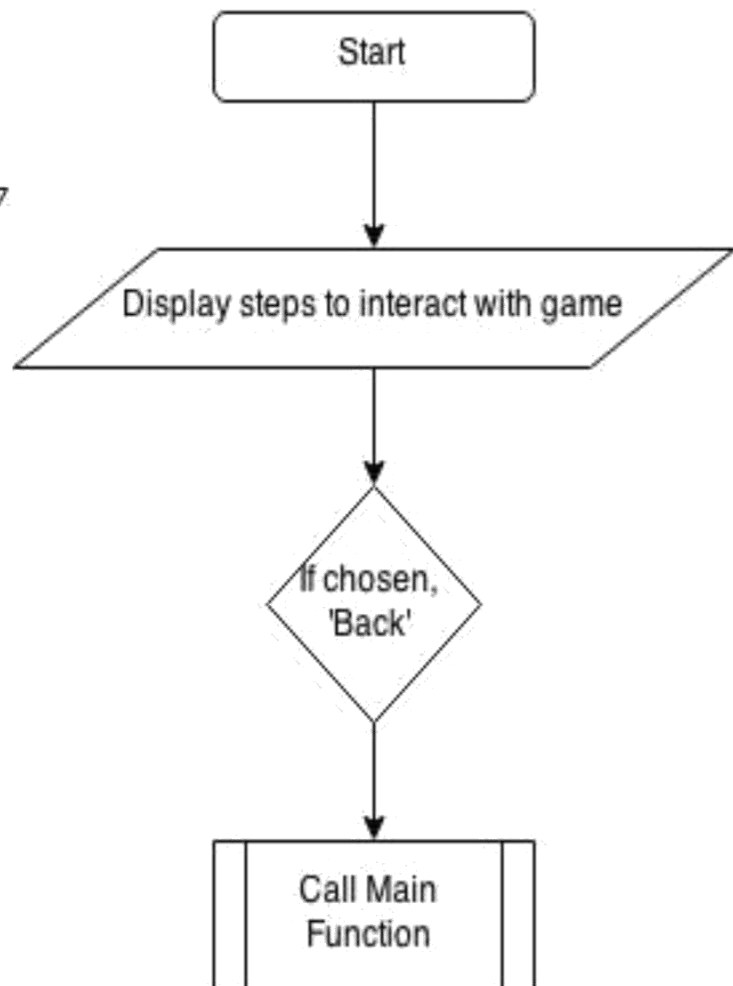 Start
Display steps to interact with game
If chosen,
'Back'
Call Main
Function